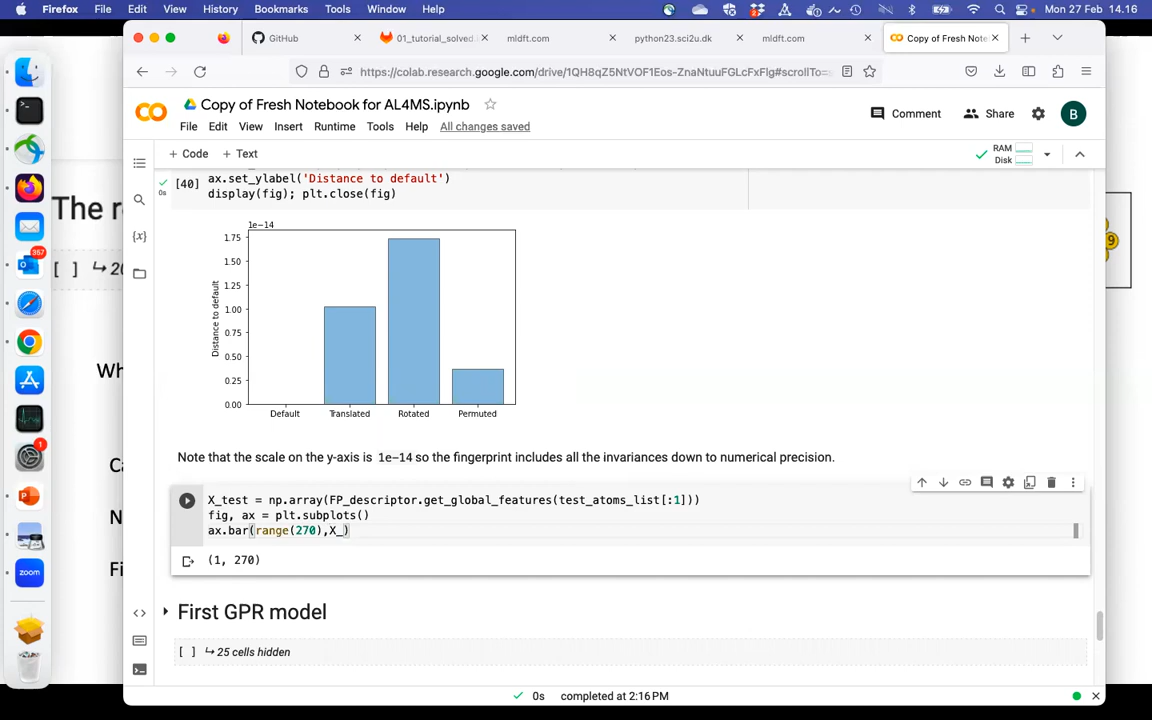 Firefox File Edit View History Bookmarks Tools Window Help Mon 27 Feb 14.16
GitHub 01_tutorial_solved. mldft.com python23.sci2u.dk mldft.com Copy of Fresh Note
https://colab.research.google.com/drive/1QH8qZ5NtVOF1Eos-ZnaNtuuFGLcFxFlg#scrollTo=
Copy of Fresh Notebook for AL4MS.ipynb
Comment Share B
File Edit View Insert Runtime Tools Help All changes saved
+ Code + Text RAM Disk
[40] ax.set_ylabel('Distance to default')
0s display(fig); plt.close(fig)
The r
[ ] 20
357
9
1e-14
1.75
1.50
1.25
1.00
0.75
0.50
0.25
0.00
Distance to default
Default Translated Rotated Permuted
Wh
Note that the scale on the y-axis is 1e-14 so the fingerprint includes all the invariances down to numerical precision.
Ca
1
X_test = np.array(FP_descriptor.get_global_features(test_atoms_list[:1]))
fig, ax = plt.subplots()
ax.bar(range(270),X_)
N
(1, 270)
Fi
zoom
First GPR model
[ ] 25 cells hidden
0s completed at 2:16 PM